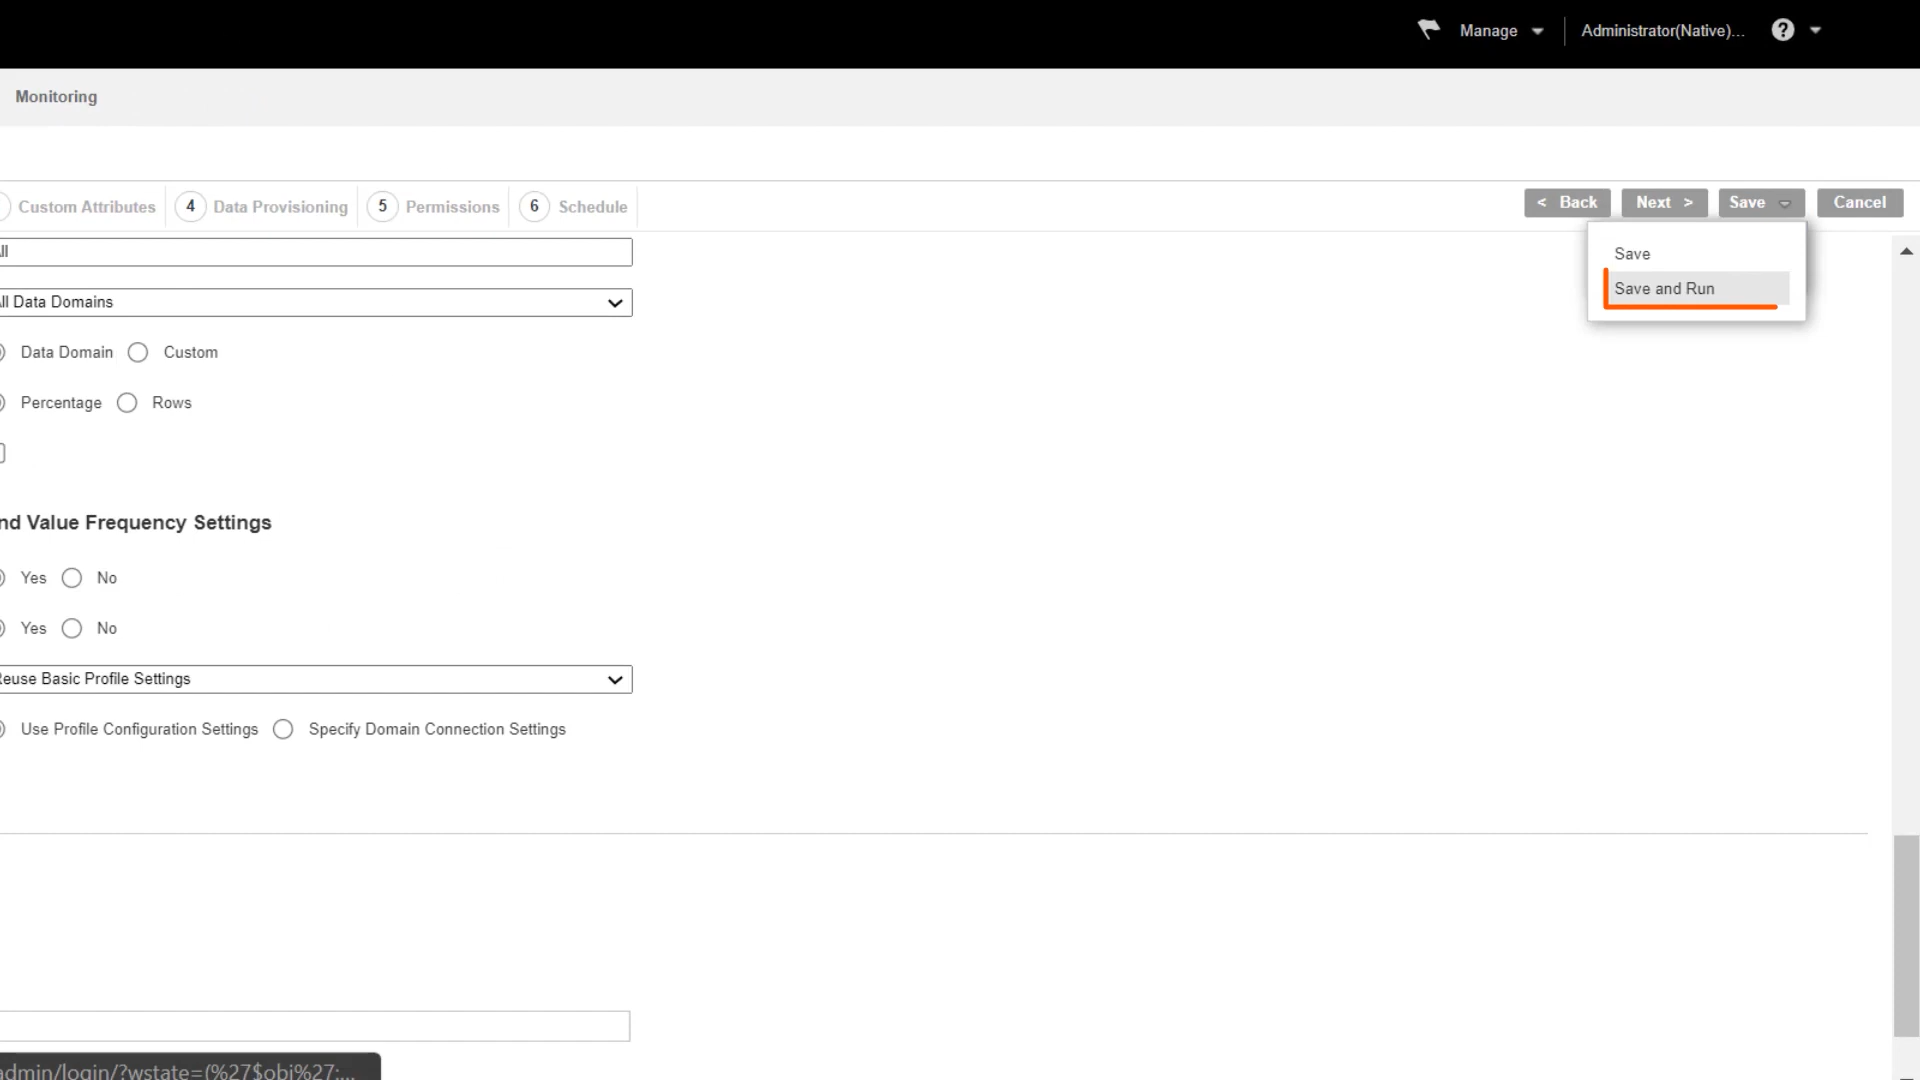 Manage Administrator(Native)... ?
Monitoring
Custom Attributes 4 Data Provisioning 5 Permissions 6 Schedule < Back Next > Save Cancel
Save
Save and Run
ll
ll Data Domains
Data Domain Custom
Percentage Rows
nd Value Frequency Settings
Yes No
Yes No
Reuse Basic Profile Settings
Use Profile Configuration Settings Specify Domain Connection Settings
admin/login/?wstate=(%27$obj%27:...